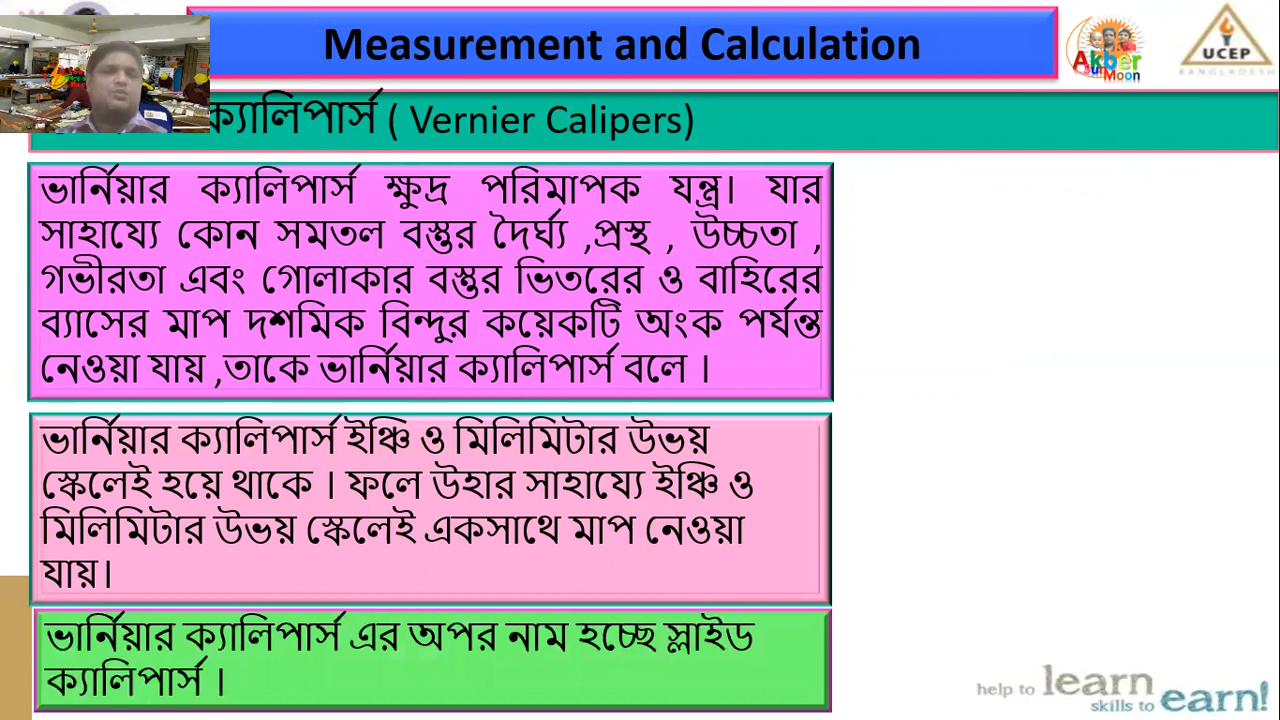 Measurement and Calculation
Akber
Sun
Moon
UCEP
BANGLADESH
ক্যালিপার্স ( Vernier Calipers)
ভার্নিয়ার ক্যালিপার্স ক্ষুদ্র পরিমাপক যন্ত্র। যার
সাহায্যে কোন সমতল বস্তুর দৈর্ঘ্য ,প্রস্থ , উচ্চতা ,
গভীরতা এবং গোলাকার বস্তুর ভিতরের ও বাহিরের
ব্যাসের মাপ দশমিক বিন্দুর কয়েকটি অংক পর্যন্ত
নেওয়া যায় ,তাকে ভার্নিয়ার ক্যালিপার্স বলে ।
ভার্নিয়ার ক্যালিপার্স ইঞ্চি ও মিলিমিটার উভয়
স্কেলেই হয়ে থাকে । ফলে উহার সাহায্যে ইঞ্চি ও
মিলিমিটার উভয় স্কেলেই একসাথে মাপ নেওয়া
যায়।
ভার্নিয়ার ক্যালিপার্স এর অপর নাম হচ্ছে স্লাইড
ক্যালিপার্স ।
help to learn
skills to earn!